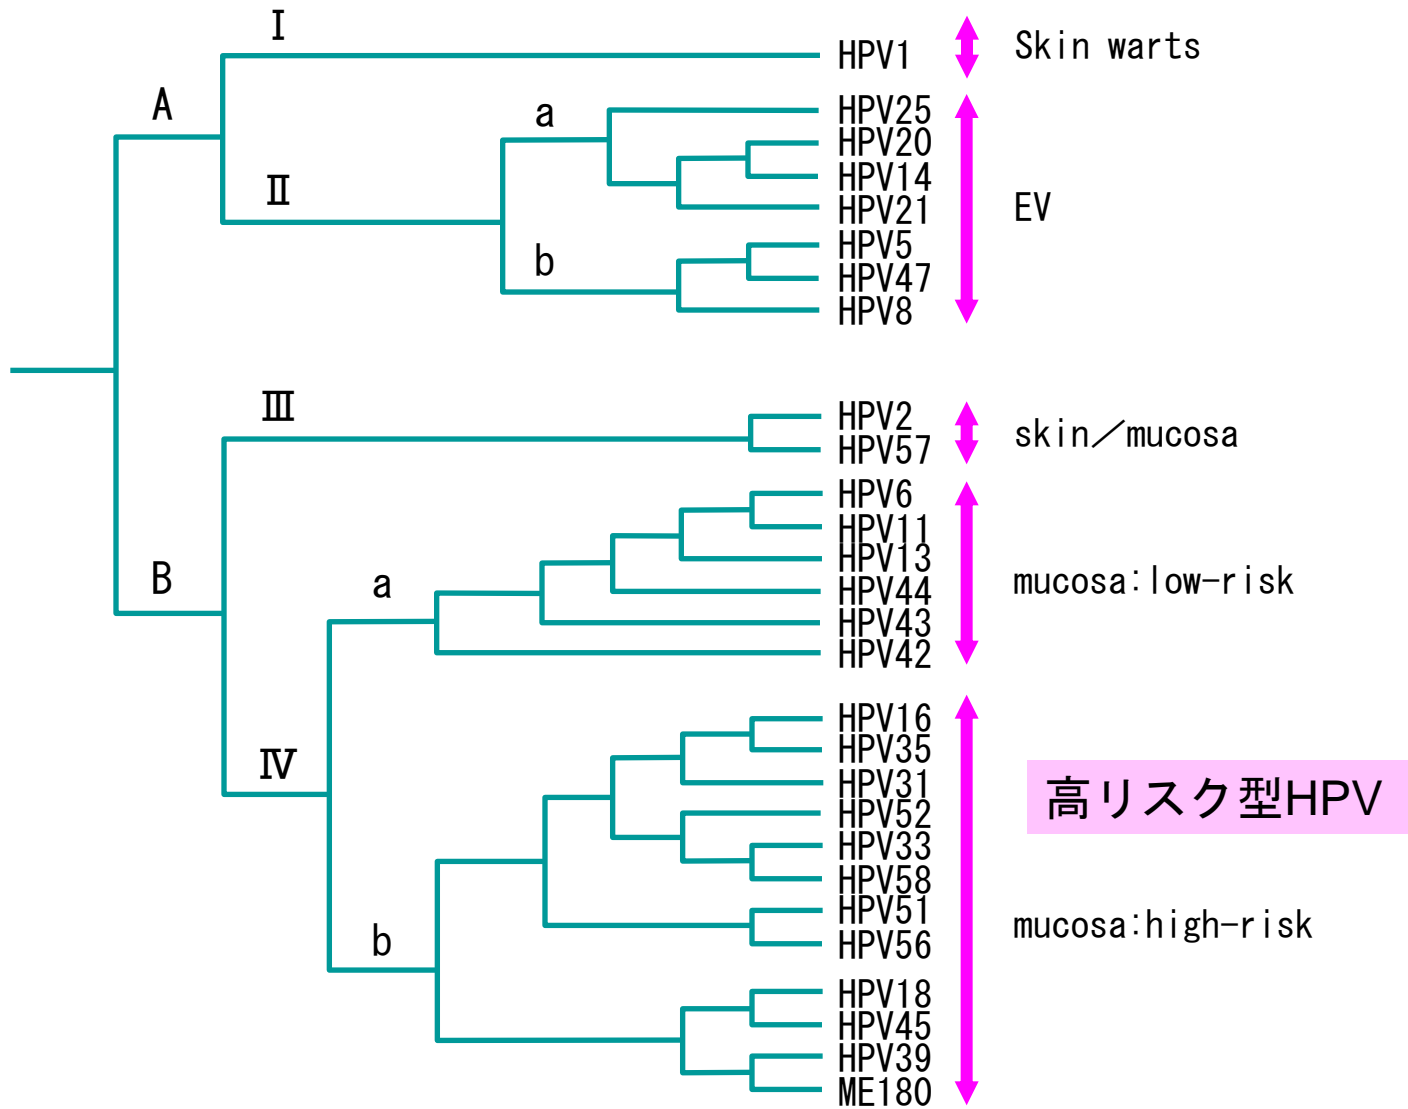 Ⅰ
HPV1
Skin warts
A
a
HPV25
HPV20
HPV14
Ⅱ
HPV21
EV
b
HPV5
HPV47
HPV8
Ⅲ
HPV2
HPV57
skin／mucosa
HPV6
HPV11
HPV13
B
a
HPV44
mucosa:low-risk
HPV43
HPV42
HPV16
HPV35
Ⅳ
HPV31
高リスク型HPV
HPV52
HPV33
HPV58
HPV51
b
HPV56
mucosa:high-risk
HPV18
HPV45
HPV39
ME180